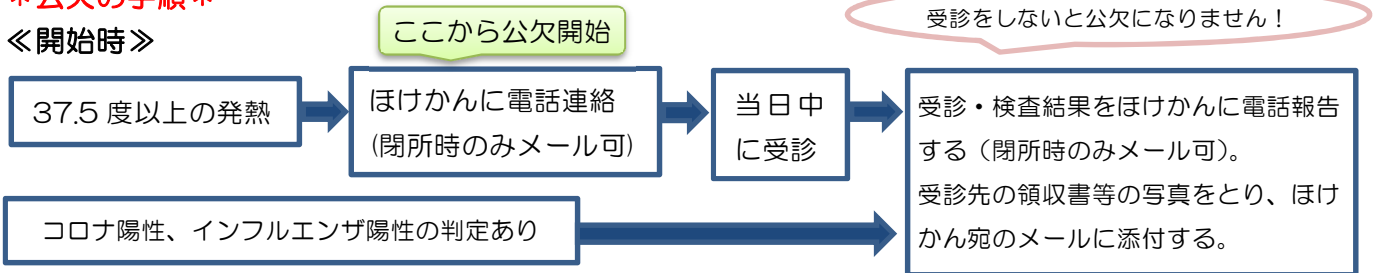 *公欠の手順*
≪開始時≫
ここから公欠開始
受診をしないと公欠になりません！
37.5 度以上の発熱
ほけかんに電話連絡
(閉所時のみメール可)
当日中
に受診
受診・検査結果をほけかんに電話報告
する（閉所時のみメール可）。
受診先の領収書等の写真をとり、ほけ
かん宛のメールに添付する。
コロナ陽性、インフルエンザ陽性の判定あり